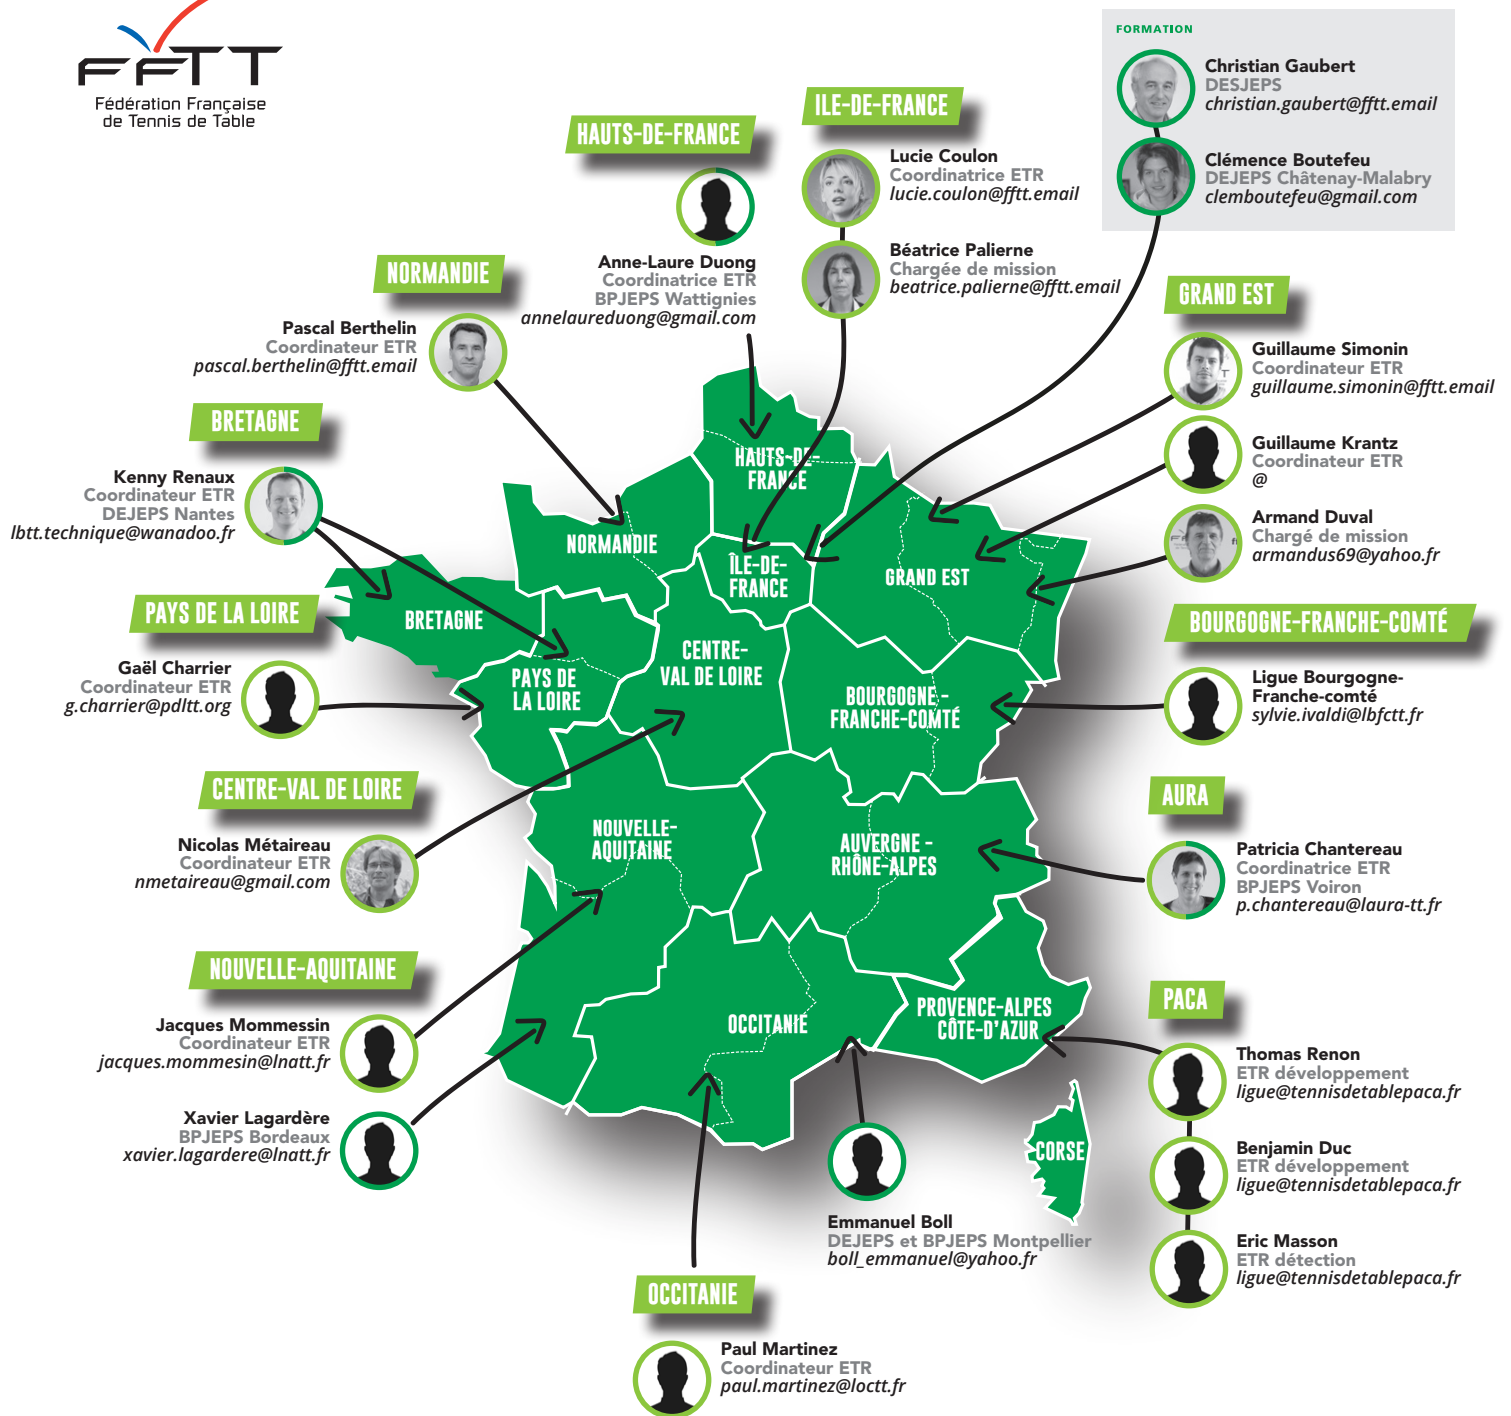 FFTT
Fédération Française
de Tennis de Table
FORMATION
Christian Gaubert
DESJEPS
christian.gaubert@fftt.email
Clémence Boutefeu
DEJEPS Châtenay-Malabry
clemboutefeu@gmail.com
ILE-DE-FRANCE
Lucie Coulon
Coordinatrice ETR
lucie.coulon@fftt.email
Béatrice Palierne
Chargée de mission
beatrice.palierne@fftt.email
HAUTS-DE-FRANCE
Anne-Laure Duong
Coordinatrice ETR
BPJEPS Wattignies
annelaureduong@gmail.com
NORMANDIE
Pascal Berthelin
Coordinateur ETR
pascal.berthelin@fftt.email
GRAND EST
Guillaume Simonin
Coordinateur ETR
guillaume.simonin@fftt.email
Guillaume Krantz
Coordinateur ETR
@
Armand Duval
Chargé de mission
armandus69@yahoo.fr
BRETAGNE
Kenny Renaux
Coordinateur ETR
DEJEPS Nantes
lbtt.technique@wanadoo.fr
PAYS DE LA LOIRE
Gaël Charrier
Coordinateur ETR
g.charrier@pdltt.org
BOURGOGNE-FRANCHE-COMTÉ
Ligue Bourgogne-
Franche-comté
sylvie.ivaldi@lbfctt.fr
CENTRE-VAL DE LOIRE
Nicolas Métaireau
Coordinateur ETR
nmetaireau@gmail.com
AURA
Patricia Chantereau
Coordinatrice ETR
BPJEPS Voiron
p.chantereau@laura-tt.fr
NOUVELLE-AQUITAINE
Jacques Mommessin
Coordinateur ETR
jacques.mommesin@lnatt.fr
Xavier Lagardère
BPJEPS Bordeaux
xavier.lagardere@lnatt.fr
PACA
Thomas Renon
ETR développement
ligue@tennisdetablepaca.fr
Benjamin Duc
ETR développement
ligue@tennisdetablepaca.fr
Eric Masson
ETR détection
ligue@tennisdetablepaca.fr
Emmanuel Boll
DEJEPS et BPJEPS Montpellier
boll_emmanuel@yahoo.fr
OCCITANIE
Paul Martinez
Coordinateur ETR
paul.martinez@loctt.fr
HAUTS-DE-
FRANCE
NORMANDIE
ÎLE-DE-
FRANCE
GRAND EST
BRETAGNE
PAYS DE
LA LOIRE
CENTRE-
VAL DE LOIRE
BOURGOGNE -
FRANCHE-COMTÉ
NOUVELLE-
AQUITAINE
AUVERGNE -
RHÔNE-ALPES
OCCITANIE
PROVENCE-ALPES
CÔTE-D'AZUR
CORSE